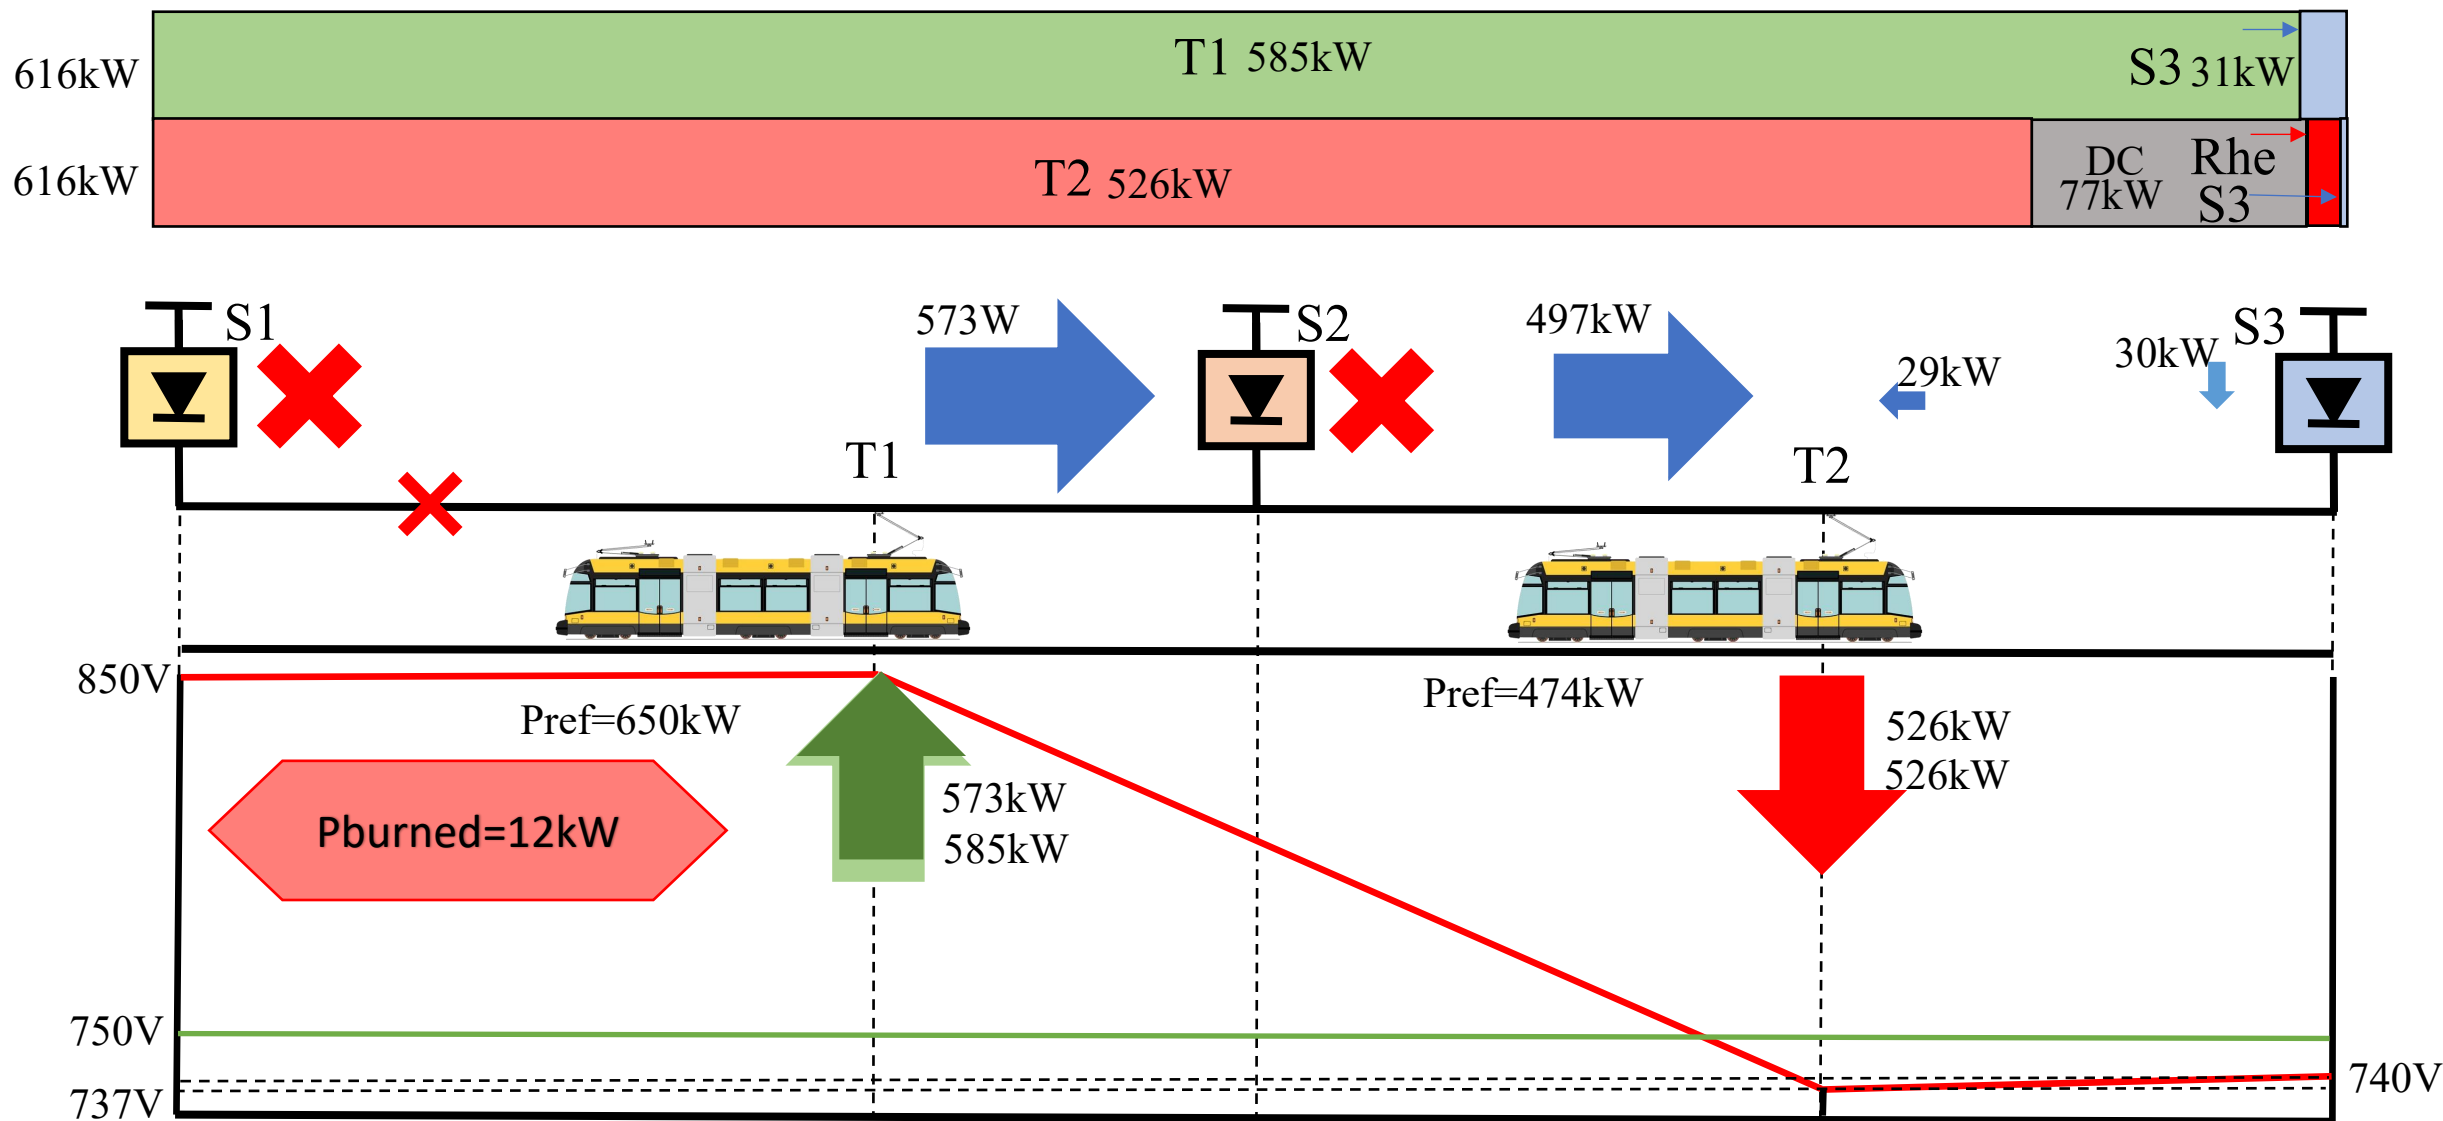 616kW
T1 585kW
S3 31kW
616kW
T2 526kW
DC
77kW
Rhe
S3
S1
573W
S2
497kW
29kW
30kW
S3
T1
T2
850V
Pref=650kW
Pref=474kW
526kW
526kW
Pburned=12kW
573kW
585kW
750V
737V
740V